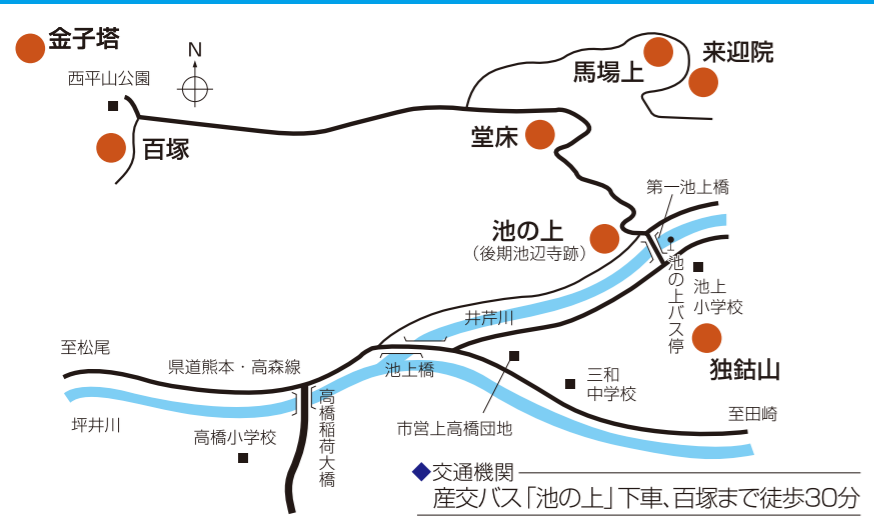 金子塔
N
西平山公園
百塚
馬場上
来迎院
堂床
第一池上橋
池の上
(後期池辺寺跡)
池の上バス停
池上
小学校
独鈷山
井芹川
至松尾
県道熊本・高森線
池上橋
三和
中学校
至田崎
坪井川
高橋小学校
高橋稲荷大橋
市営上高橋団地
◆交通機関
産交バス「池の上」下車、百塚まで徒歩30分